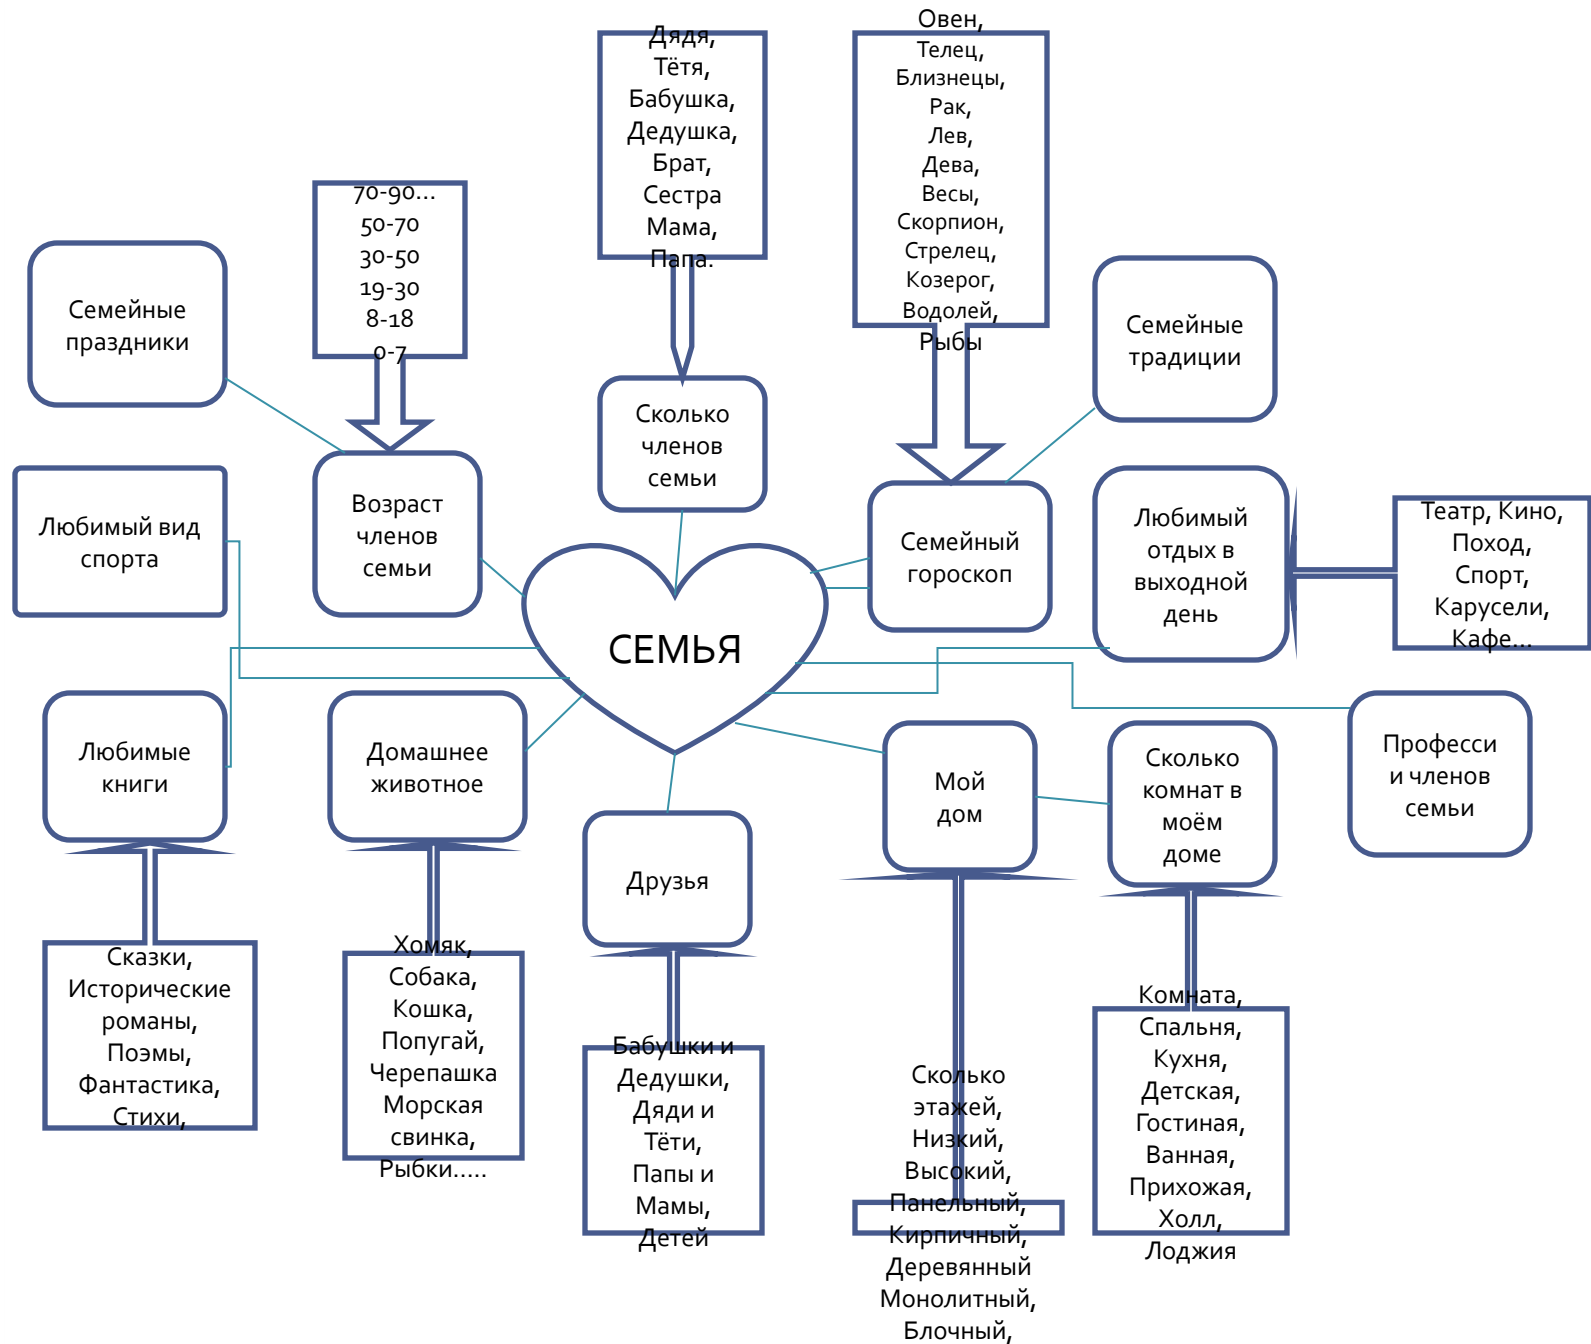 Дядя,
Тётя,
Бабушка,
Дедушка,
Брат,
Сестра
Мама,
Папа.
Овен,
Телец,
Близнецы,
Рак,
Лев,
Дева,
Весы,
Скорпион,
Стрелец,
Козерог,
Водолей,
Рыбы
70-90...
50-70
30-50
19-30
8-18
0-7
Семейные
праздники
Сколько
членов
семьи
Семейные
традиции
Любимый вид
спорта
Возраст
членов
семьи
СЕМЬЯ
Семейный
гороскоп
Любимый
отдых в
выходной
день
Театр, Кино,
Поход,
Спорт,
Карусели,
Кафе...
Любимые
книги
Домашнее
животное
Друзья
Мой
дом
Сколько
комнат в
моём
доме
Професси
и членов
семьи
Сказки,
Исторические
романы,
Поэмы,
Фантастика,
Стихи,
Хомяк,
Собака,
Кошка,
Попугай,
Черепашка
Морская
свинка,
Рыбки.....
Бабушки и
Дедушки,
Дяди и
Тёти,
Папы и
Мамы,
Детей
Сколько
этажей,
Низкий,
Высокий,
Панельный,
Кирпичный,
Деревянный
Монолитный,
Блочный,
Комната,
Спальня,
Кухня,
Детская,
Гостиная,
Ванная,
Прихожая,
Холл,
Лоджия